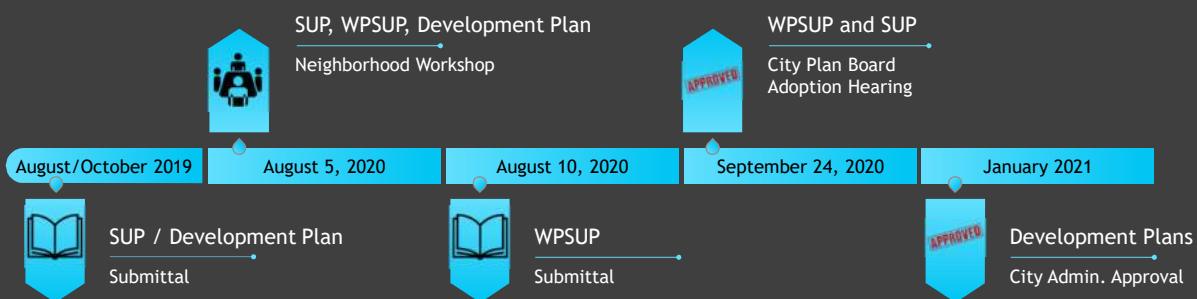 SUP, WPSUP, Development Plan
Neighborhood Workshop
WPSUP and SUP
City Plan Board
Adoption Hearing
APPROVED
August/October 2019
August 5, 2020
August 10, 2020
September 24, 2020
January 2021
SUP / Development Plan
Submittal
WPSUP
Submittal
APPROVED
Development Plans
City Admin. Approval